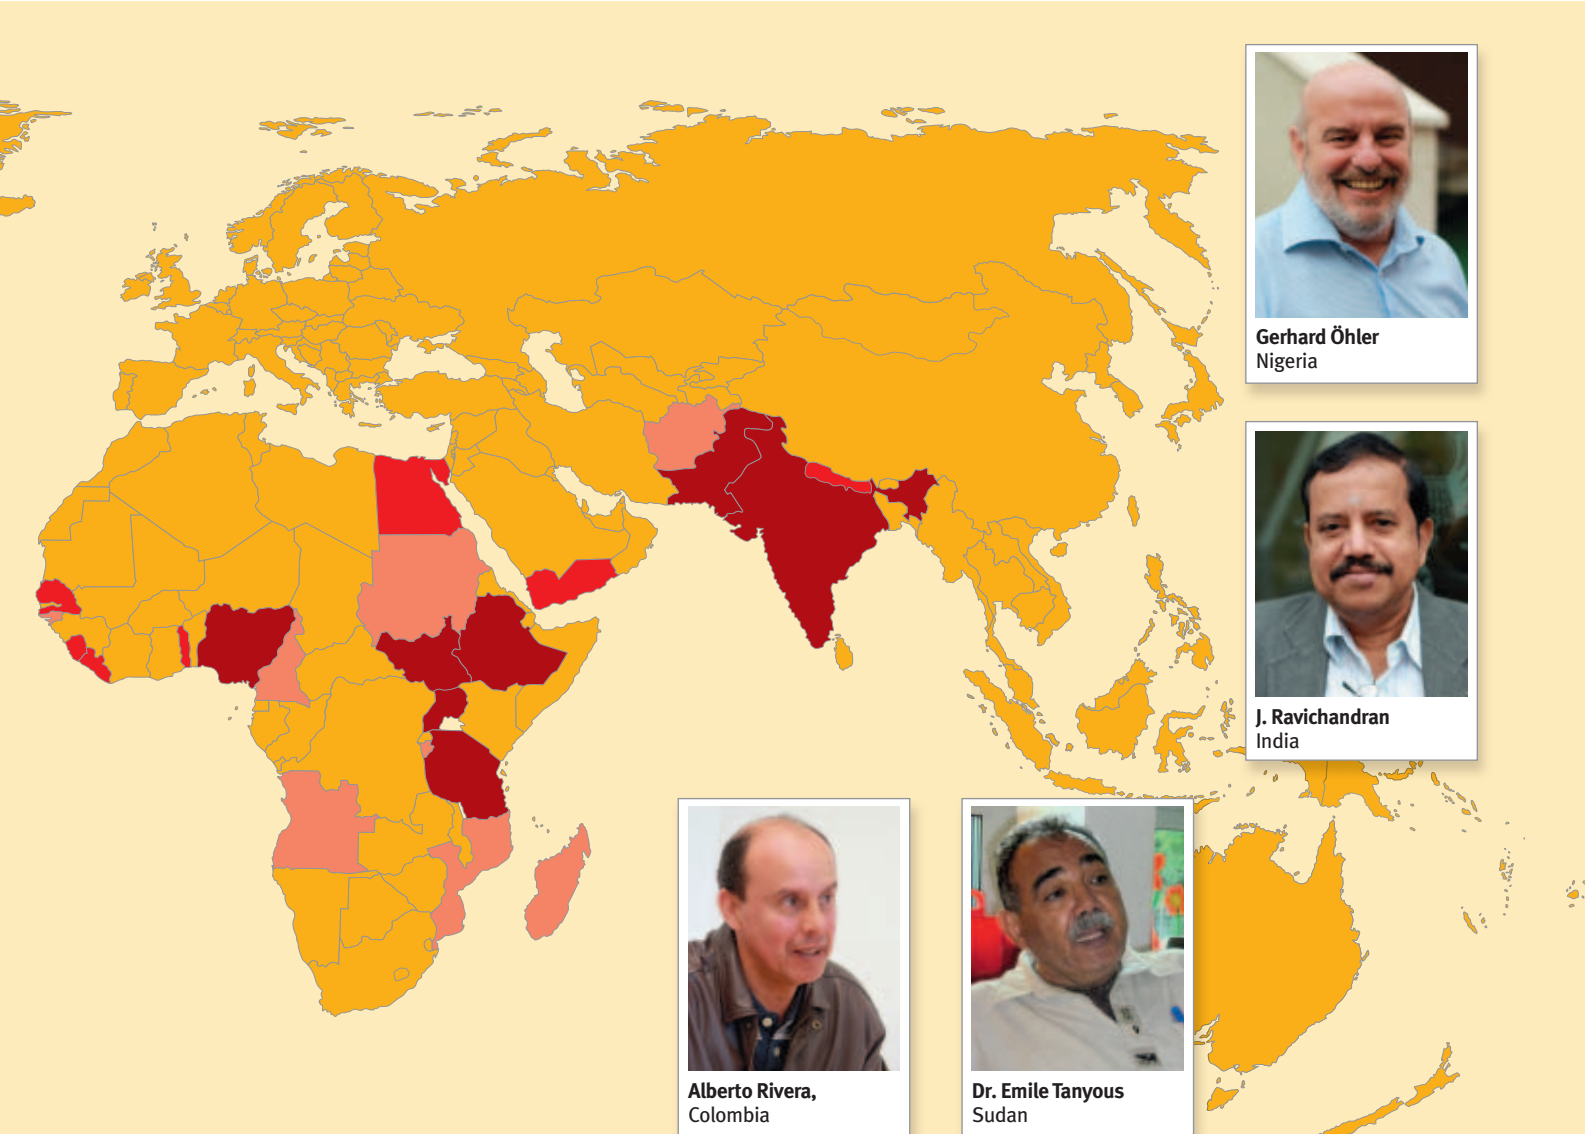 Gerhard Öhler
Nigeria
J. Ravichandran
India
Alberto Rivera,
Colombia
Dr. Emile Tanyous
Sudan